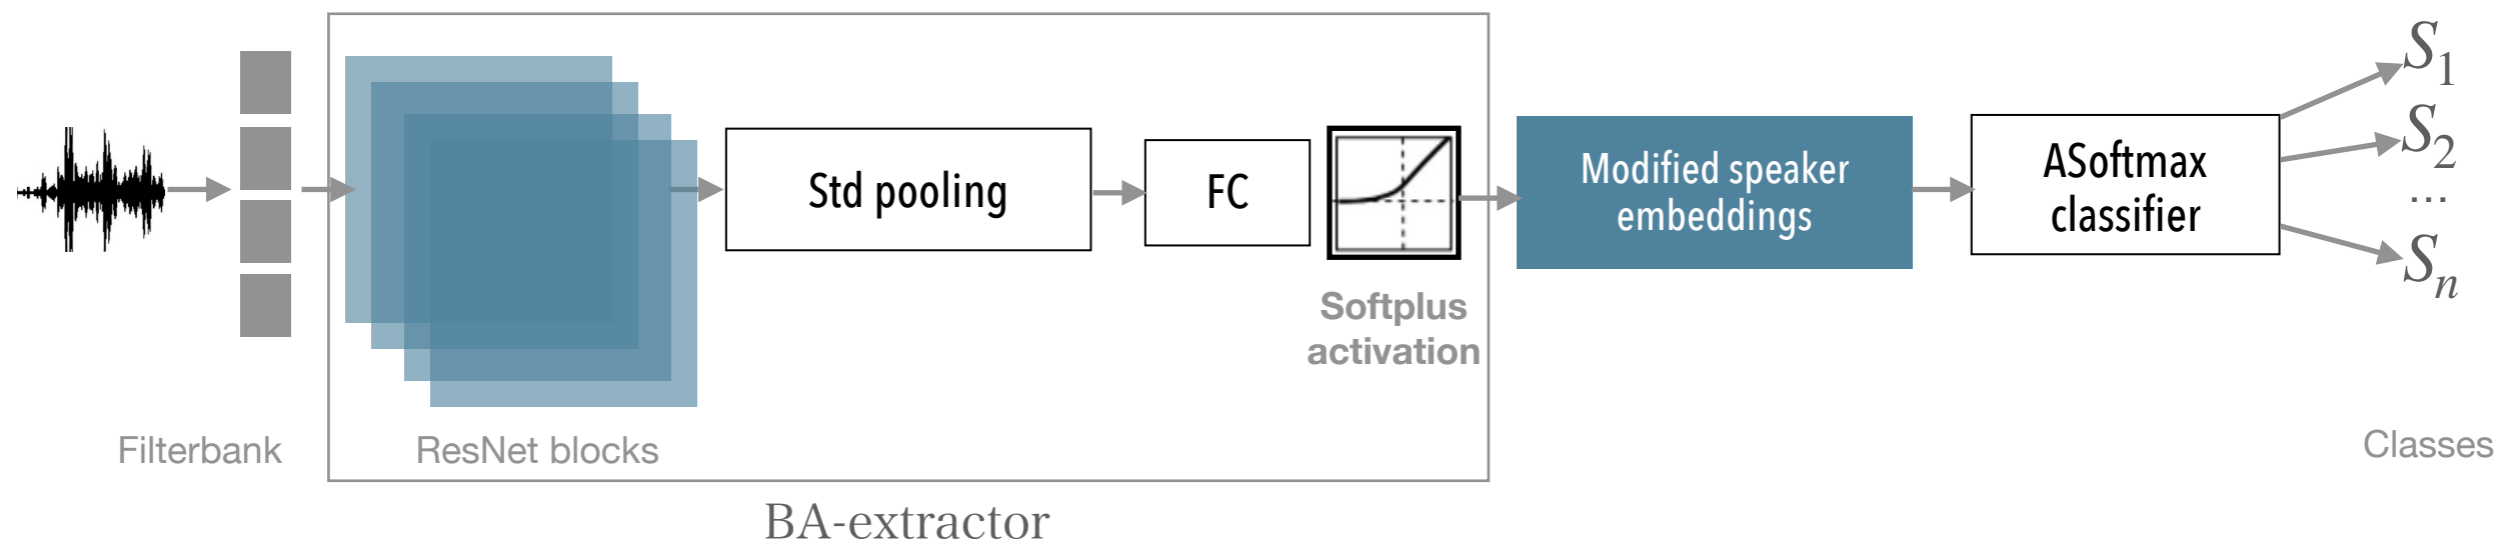 Filterbank
ResNet blocks
Std pooling
FC
Softplus
activation
BA-extractor
Modified speaker
embeddings
ASoftmax
classifier
S1
S2
...
Sn
Classes